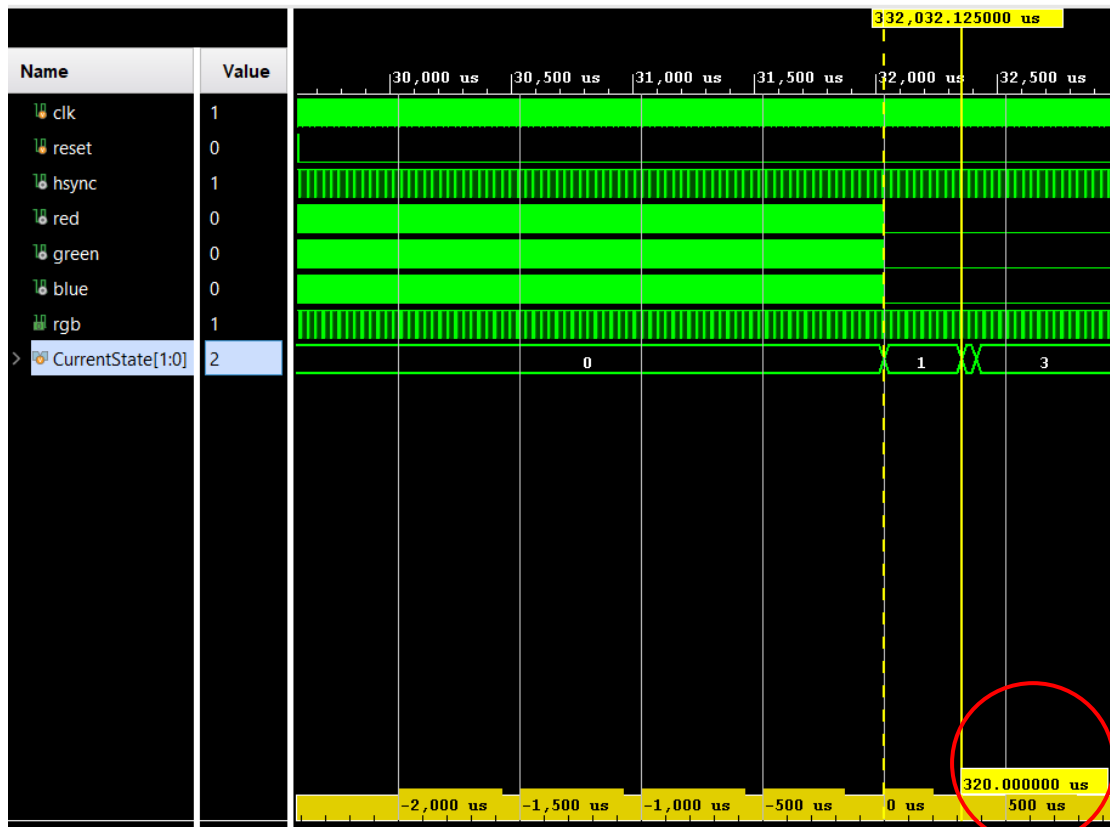 332,032.125000 us
Name Value
30,000 us 30,500 us 31,000 us 31,500 us 32,000 us 32,500 us
clk 1
reset 0
hsync 1
red 0
green 0
blue 0
rgb 1
CurrentState[1:0] 2 0 1 3
320.000000 us
-2,000 us -1,500 us -1,000 us -500 us 0 us 500 us